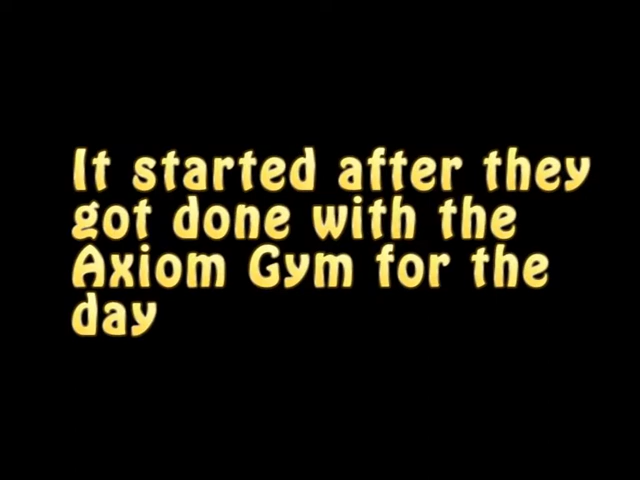 It started after they
got done with the
Axiom Gym for the
day